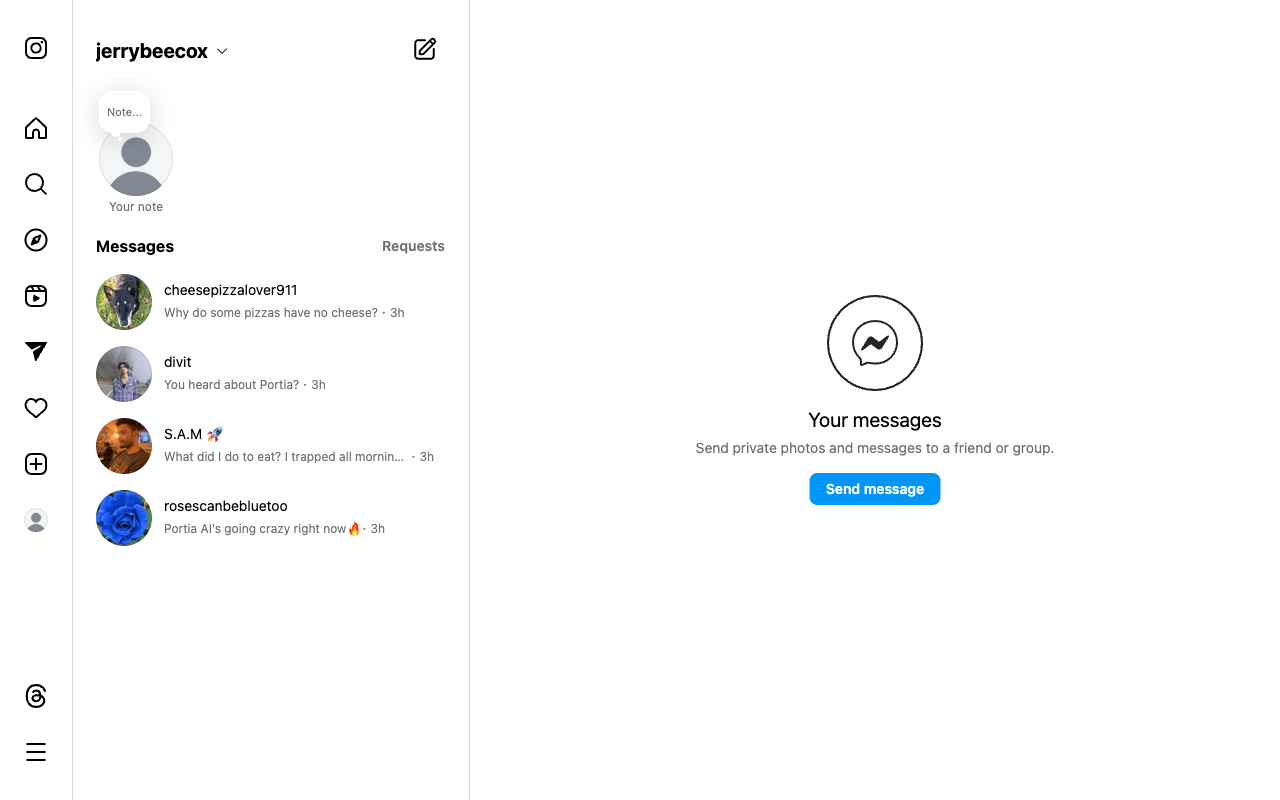 jerrybeecox
Note...
Your note
Messages
Requests
cheesepizzalover911
Why do some pizzas have no cheese? · 3h
divit
You heard about Portia? · 3h
S.A.M 🚀
What did I do to eat? I trapped all mornin... · 3h
rosescanbebluetoo
Portia AI's going crazy right now🔥 · 3h
Your messages
Send private photos and messages to a friend or group.
Send message